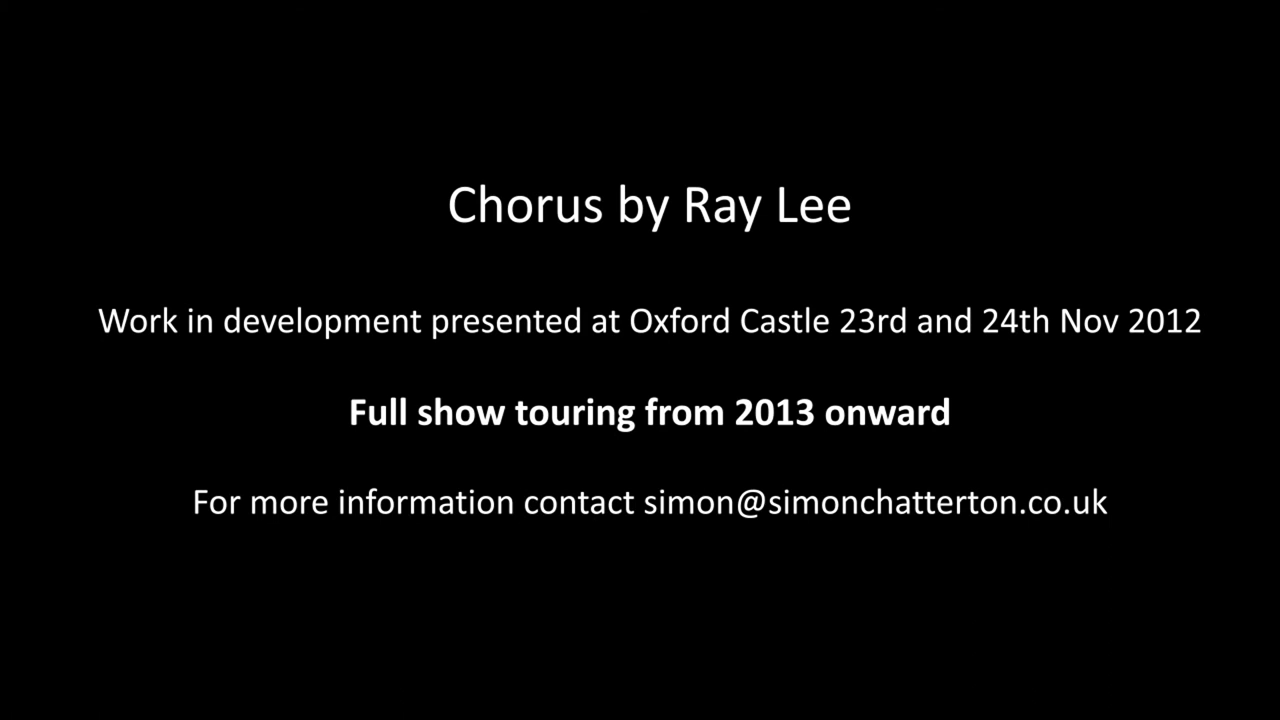 Chorus by Ray Lee
Work in development presented at Oxford Castle 23rd and 24th Nov 2012
Full show touring from 2013 onward
For more information contact simon@simonchatterton.co.uk